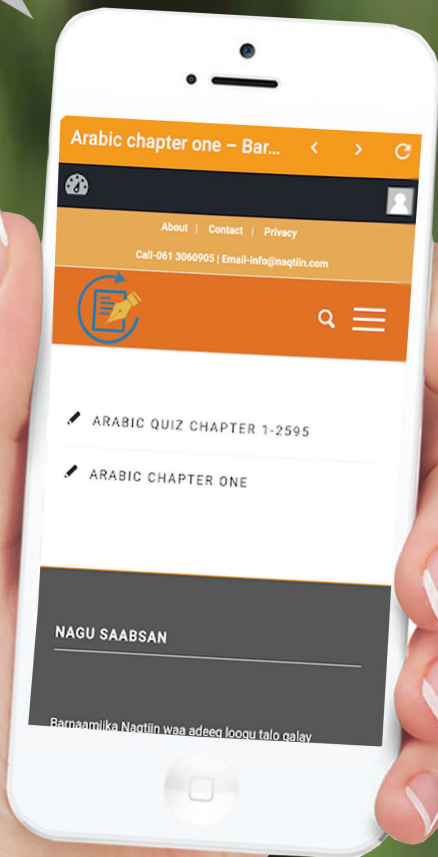 Arabic chapter one – Bar...
About | Contact | Privacy
Call-061 3060905 | Email-info@naqtiin.com
ARABIC QUIZ CHAPTER 1-2595
ARABIC CHAPTER ONE
NAGU SAABSAN
Barnaamijka Naqtiin waa adeeg loogu talo galay